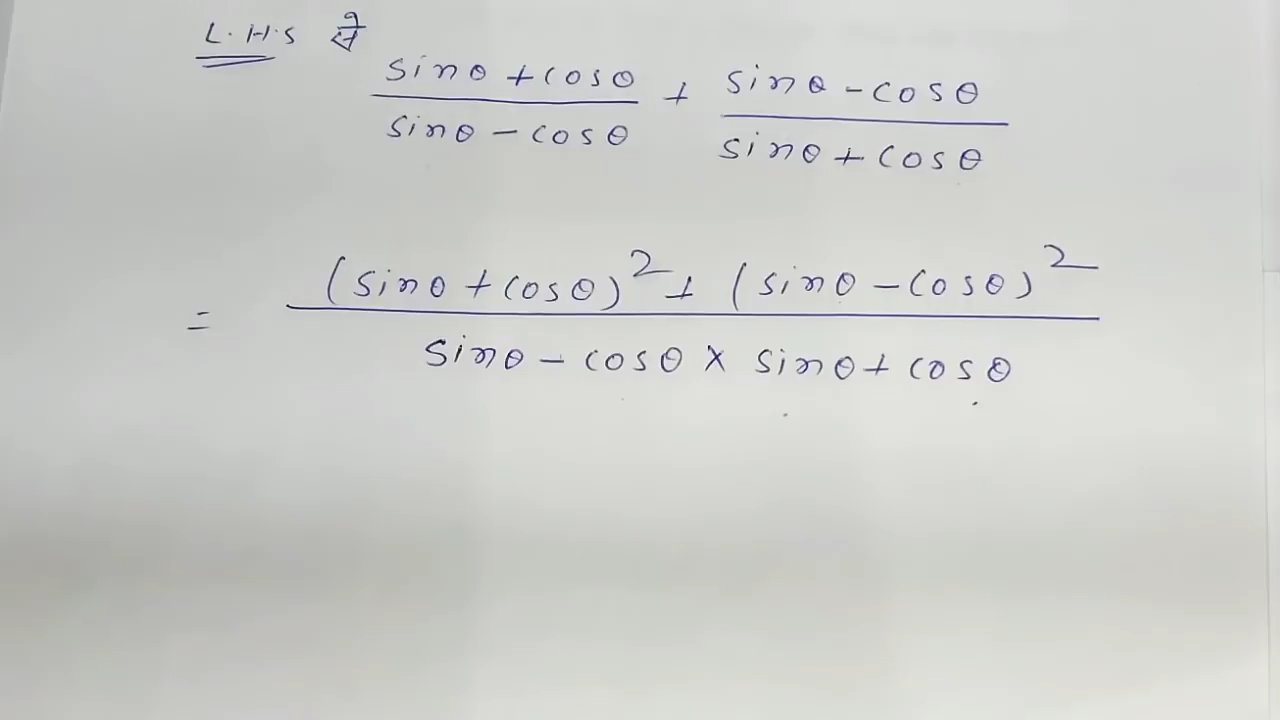 L.H.S से
sinθ + cosθ / sinθ - cosθ + sinθ - cosθ / sinθ + cosθ
= (sinθ + cosθ)² + (sinθ - cosθ)² / sinθ - cosθ × sinθ + cosθ